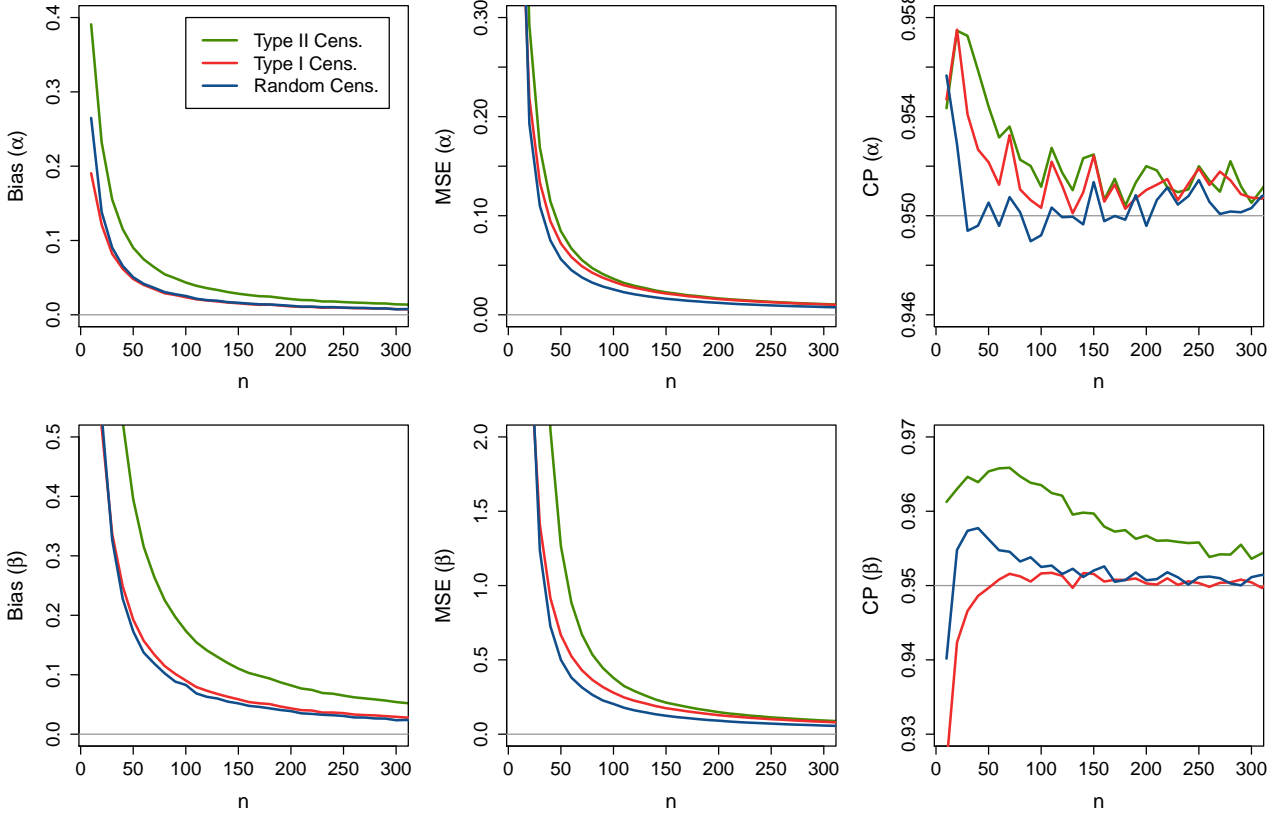 Bias (α)
0.0
0.1
0.2
0.3
0.4
Type II Cens.
Type I Cens.
Random Cens.
0 50 100 150 200 250 300
n
MSE (α)
0.00
0.10
0.20
0.30
0 50 100 150 200 250 300
n
CP (α)
0.946
0.950
0.954
0.958
0 50 100 150 200 250 300
n
Bias (β)
0.0
0.1
0.2
0.3
0.4
0.5
0 50 100 150 200 250 300
n
MSE (β)
0.0
0.5
1.0
1.5
2.0
0 50 100 150 200 250 300
n
CP (β)
0.93
0.94
0.95
0.96
0.97
0 50 100 150 200 250 300
n